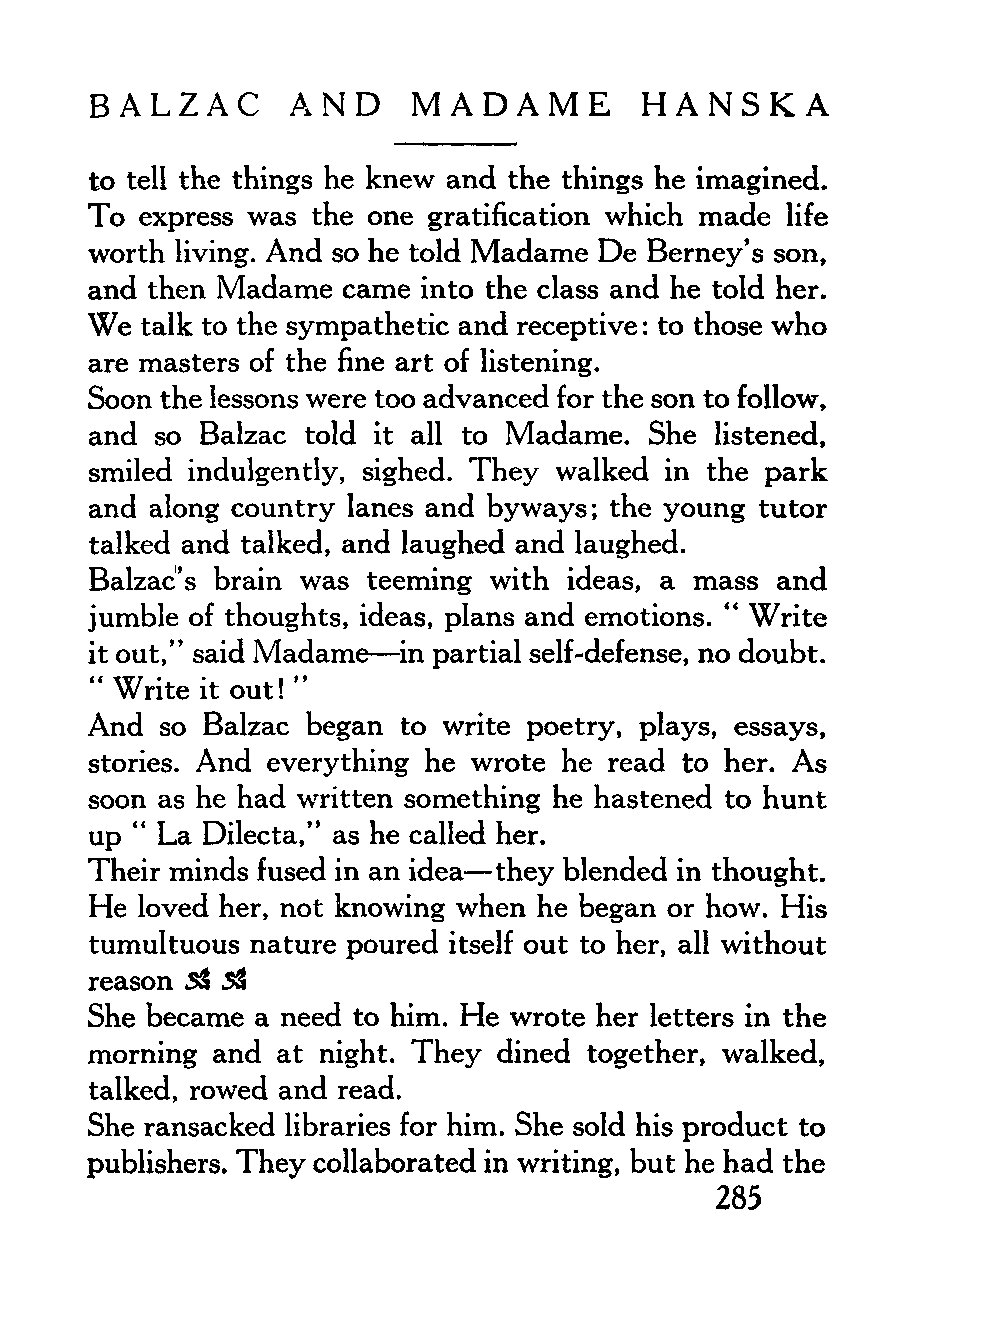 BALZAC AND MADAME HANSKA
to tell the things he knew and the things he imagined.
To express was the one gratification which made life
worth living. And so he told Madame De Berney's son,
and then Madame came into the class and he told her.
We talk to the sympathetic and receptive: to those who
are masters of the fine art of listening.
Soon the lessons were too advanced for the son to follow,
and so Balzac told it all to Madame. She listened,
smiled indulgently, sighed. They walked in the park
and along country lanes and byways; the young tutor
talked and talked, and laughed and laughed.
Balzac's brain was teeming with ideas, a mass and
jumble of thoughts, ideas, plans and emotions. " Write
it out," said Madame—in partial self-defense, no doubt.
" Write it out! "
And so Balzac began to write poetry, plays, essays,
stories. And everything he wrote he read to her. As
soon as he had written something he hastened to hunt
up " La Dilecta," as he called her.
Their minds fused in an idea—they blended in thought.
He loved her, not knowing when he began or how. His
tumultuous nature poured itself out to her, all without
reason
She became a need to him. He wrote her letters in the
morning and at night. They dined together, walked,
talked, rowed and read.
She ransacked libraries for him. She sold his product to
publishers. They collaborated in writing, but he had the
285